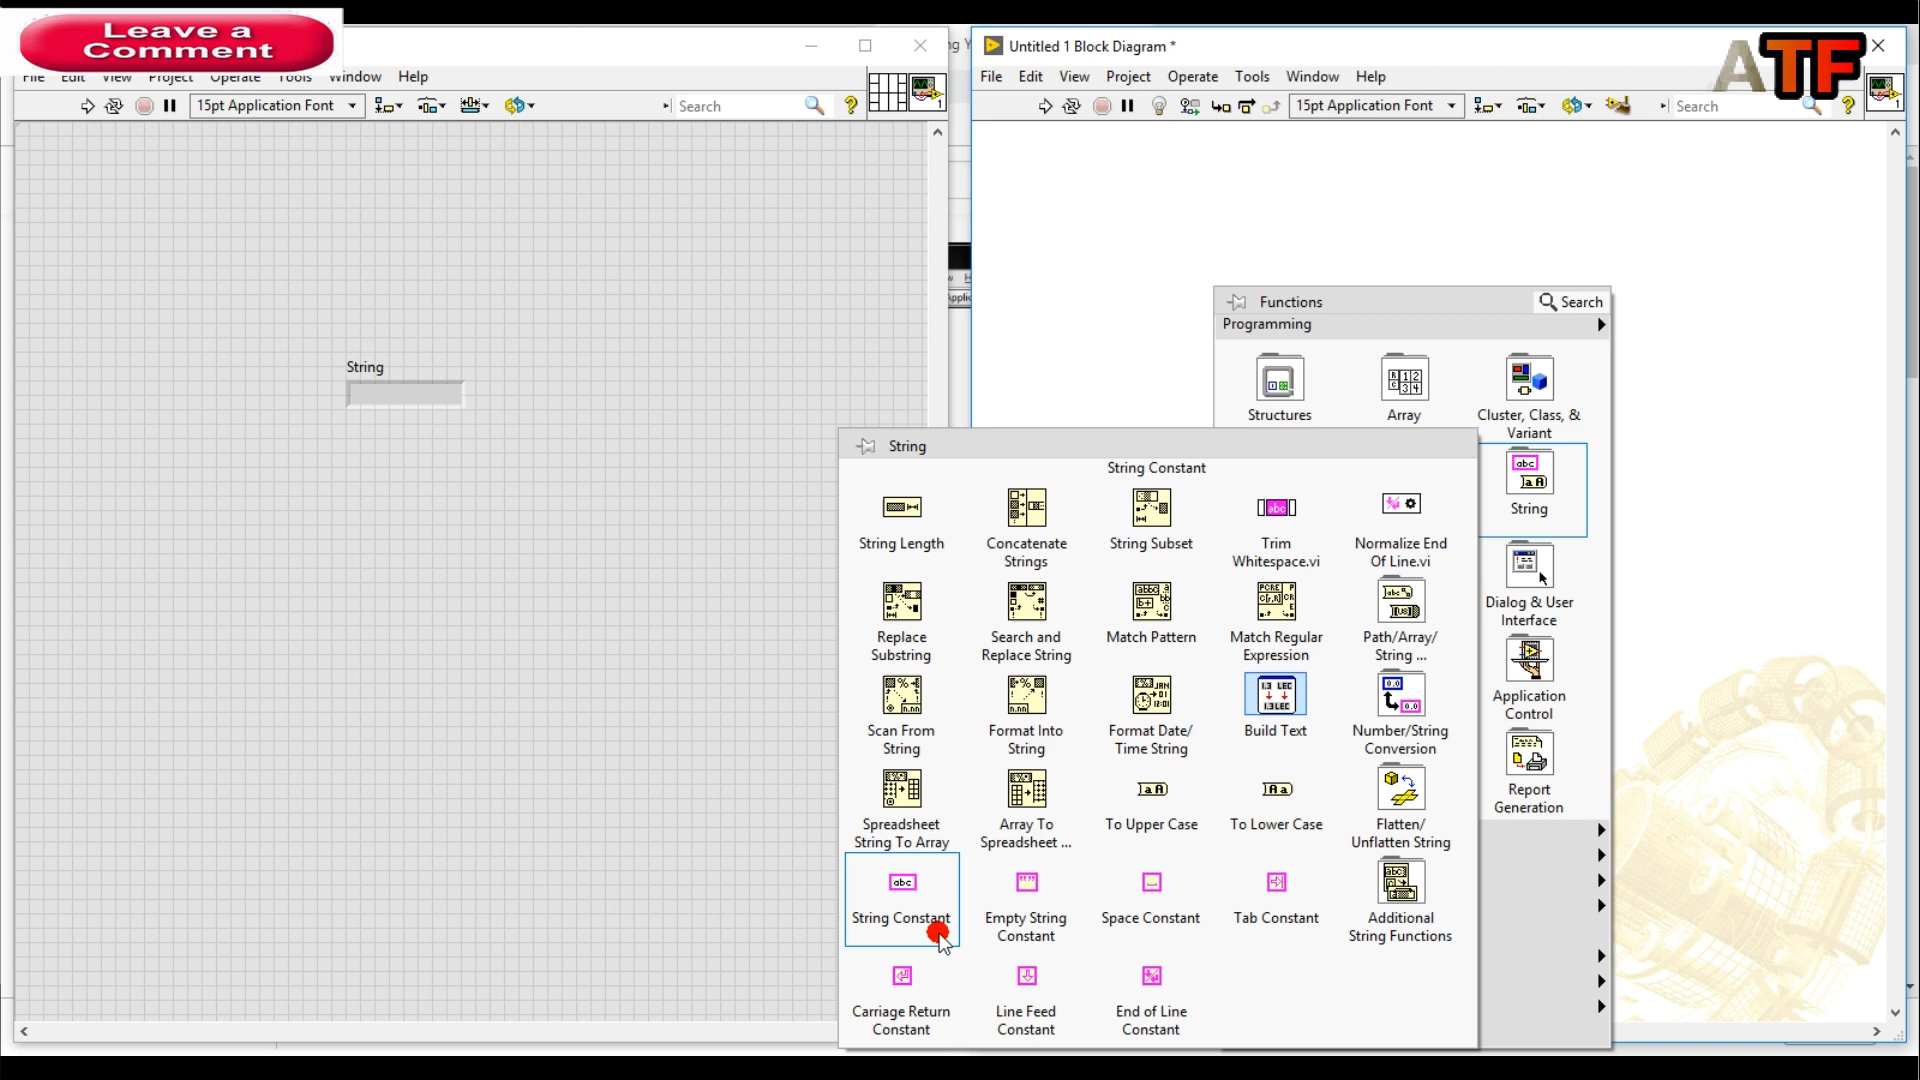 Leave a
Comment
File Edit View Project Operate Tools Window Help
15pt Application Font
Search
1
Untitled 1 Block Diagram *
ATF
File Edit View Project Operate Tools Window Help
15pt Application Font
Search
1
String
Functions
Search
Programming
Structures
Array
Cluster, Class, &
Variant
String
Dialog & User
Interface
Application
Control
Report
Generation
String
String Constant
String Length
Concatenate
Strings
String Subset
Trim
Whitespace.vi
Normalize End
Of Line.vi
Replace
Substring
Search and
Replace String
Match Pattern
Match Regular
Expression
Path/Array/
String ...
Scan From
String
Format Into
String
Format Date/
Time String
Build Text
Number/String
Conversion
Spreadsheet
String To Array
Array To
Spreadsheet ...
To Upper Case
To Lower Case
Flatten/
Unflatten String
abc
String Constant
Empty String
Constant
Space Constant
Tab Constant
Additional
String Functions
Carriage Return
Constant
Line Feed
Constant
End of Line
Constant